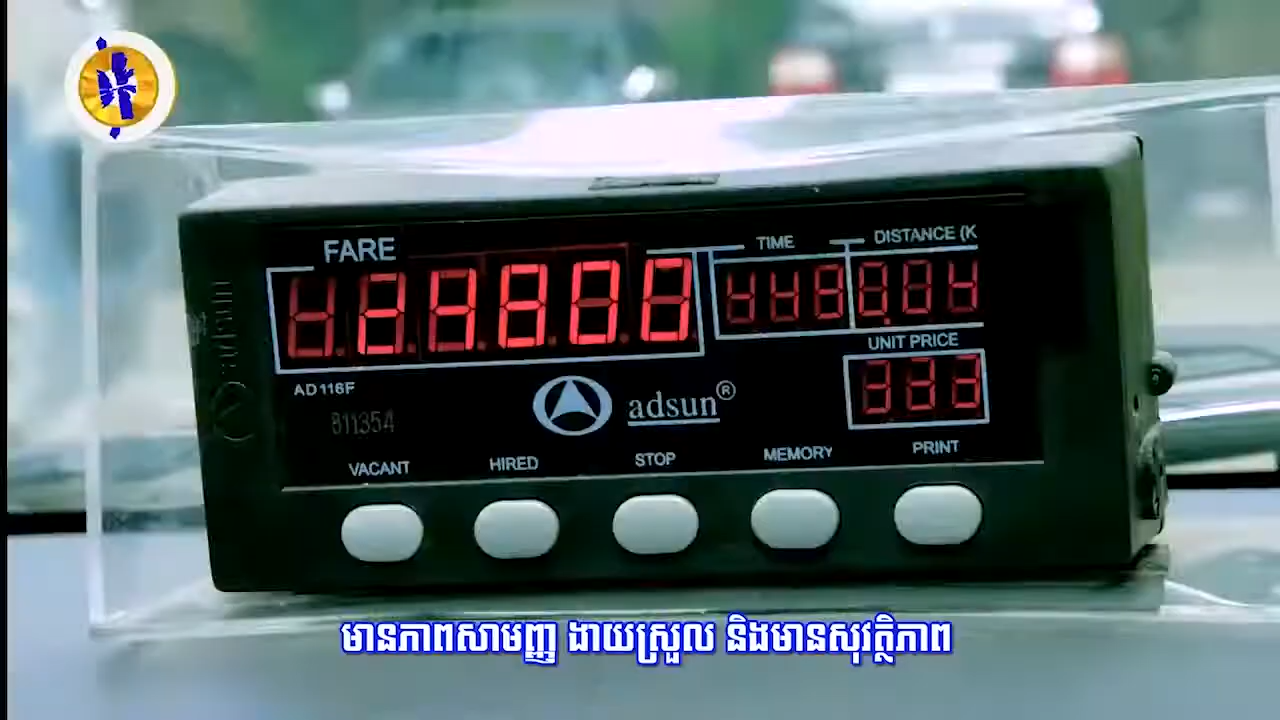 FARE
TIME
DISTANCE (K
UNIT PRICE
AD116F
811354
adsun®
VACANT
HIRED
STOP
MEMORY
PRINT
adsun
មានភាពសាមញ្ញ ងាយស្រួល និងមានសុវត្ថិភាព